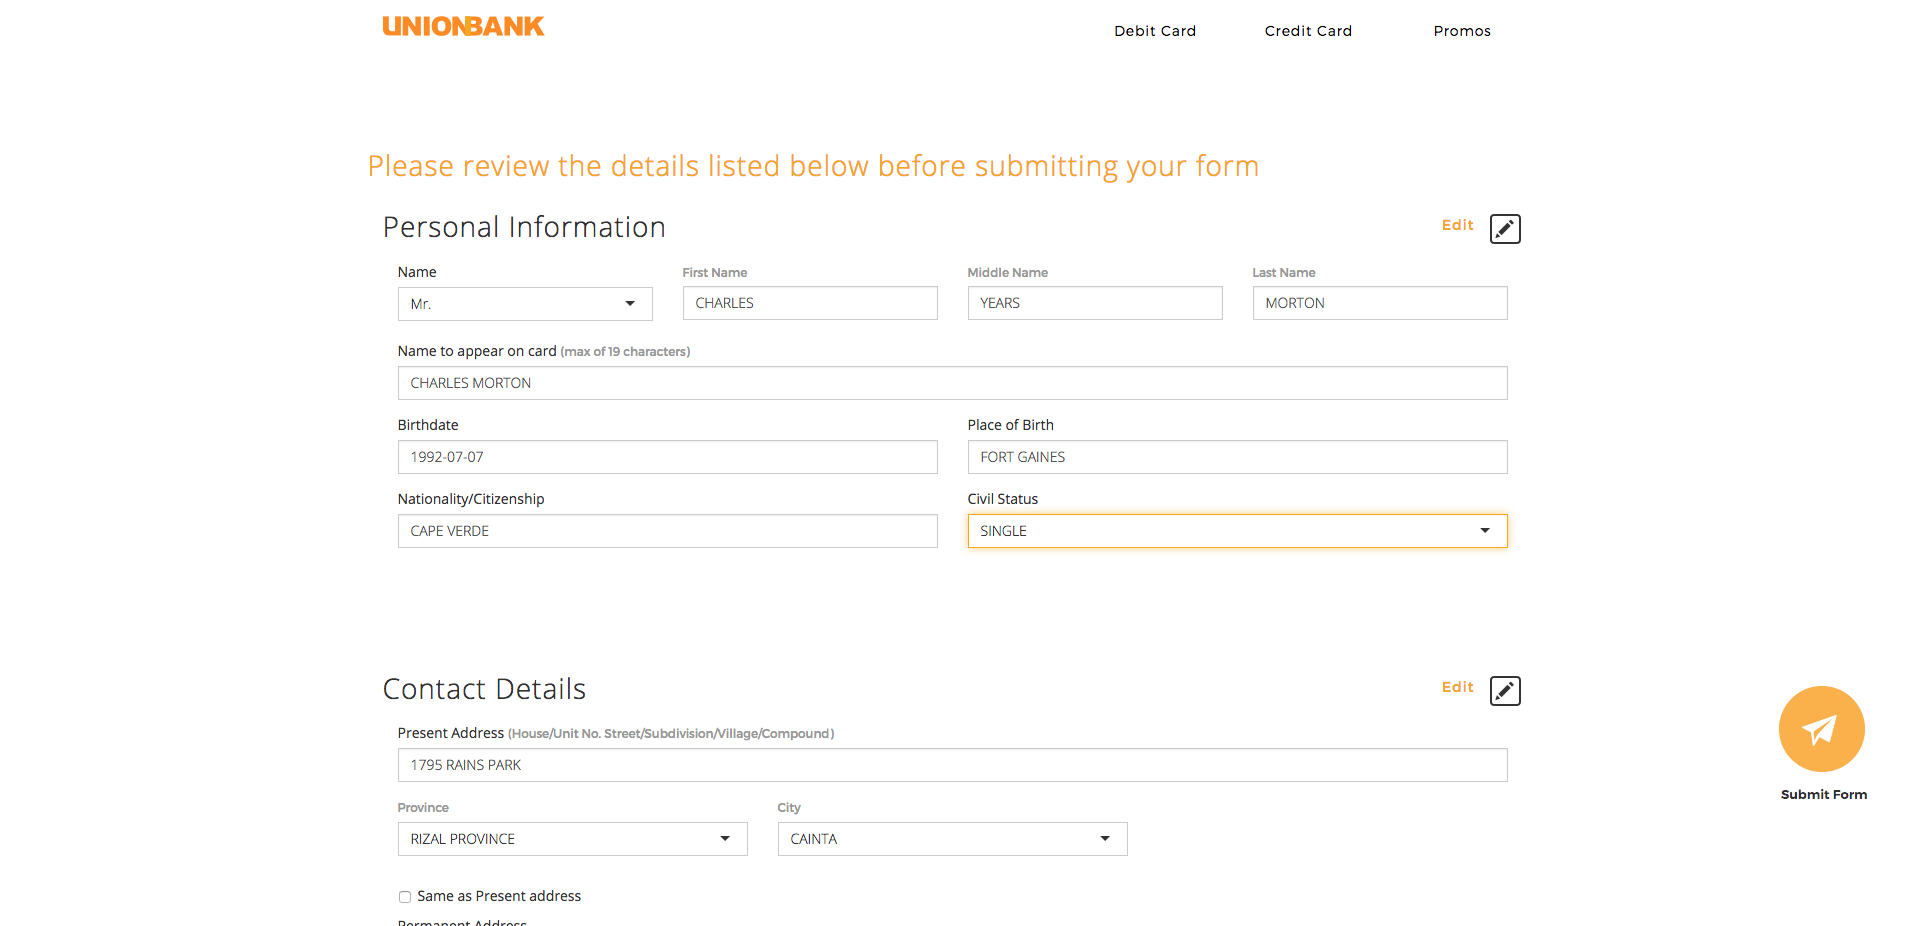 UNIONBANK
Debit Card Credit Card Promos
Please review the details listed below before submitting your form
Personal Information Edit
Name First Name Middle Name Last Name
Mr. CHARLES YEARS MORTON
Name to appear on card (max of 19 characters)
CHARLES MORTON
Birthdate Place of Birth
1992-07-07 FORT GAINES
Nationality/Citizenship Civil Status
CAPE VERDE SINGLE
Contact Details Edit
Present Address (House/Unit No. Street/Subdivision/Village/Compound)
1795 RAINS PARK
Submit Form
Province City
RIZAL PROVINCE CAINTA
Same as Present address
Permanent Address